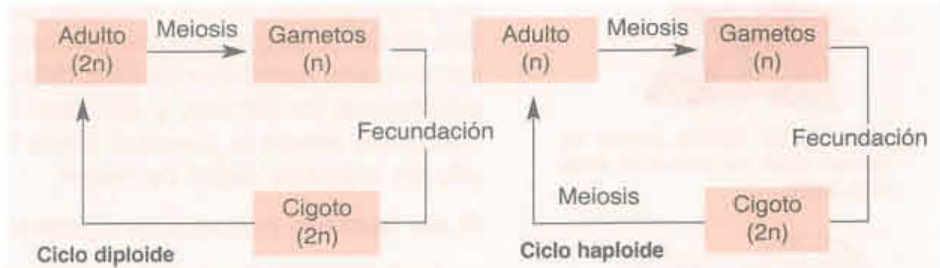 Adulto
(2n)
Meiosis
Gametos
(n)
Fecundación
Cigoto
(2n)
Ciclo diploide
Adulto
(n)
Meiosis
Gametos
(n)
Fecundación
Meiosis
Cigoto
(2n)
Ciclo haploide